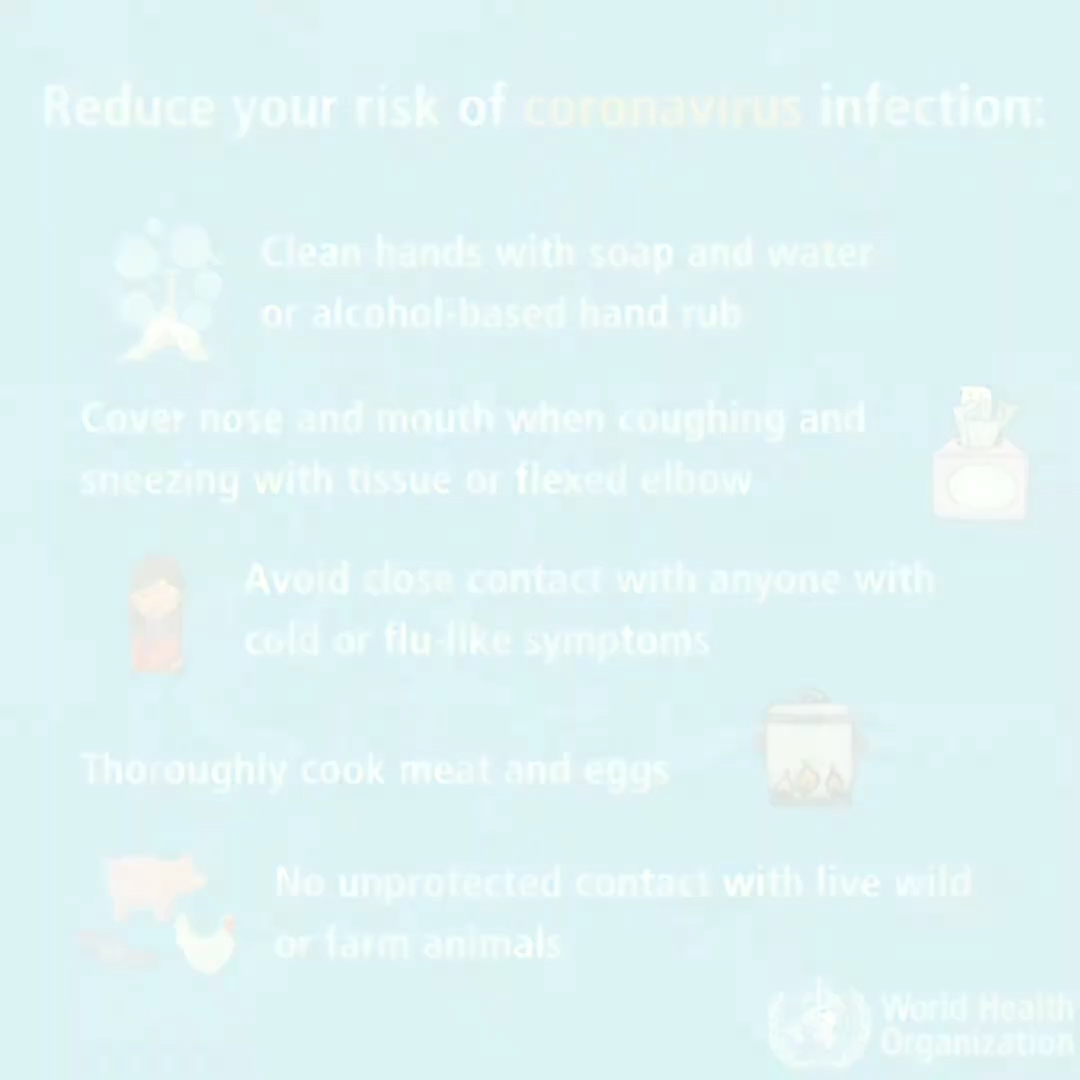 Reduce your risk of coronavirus infection:
Clean hands with soap and water
or alcohol-based hand rub
Cover nose and mouth when coughing and
sneezing with tissue or flexed elbow
Avoid close contact with anyone with
cold or flu-like symptoms
Thoroughly cook meat and eggs
No unprotected contact with live wild
or farm animals
World Health
Organization